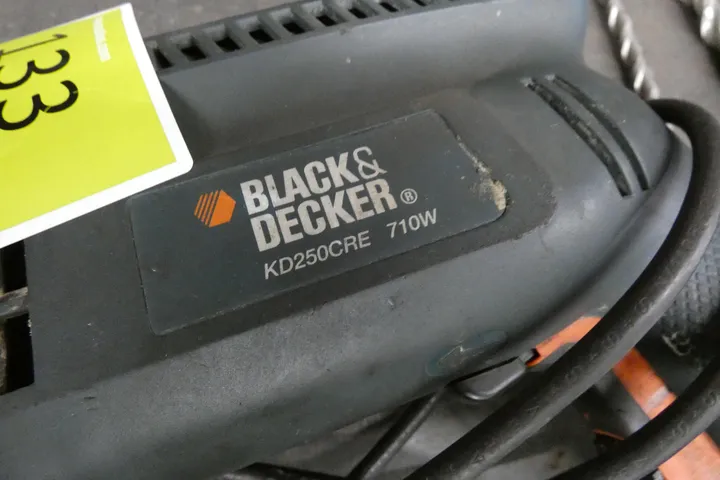 133
BLACK&
DECKER®
KD250CRE 710W